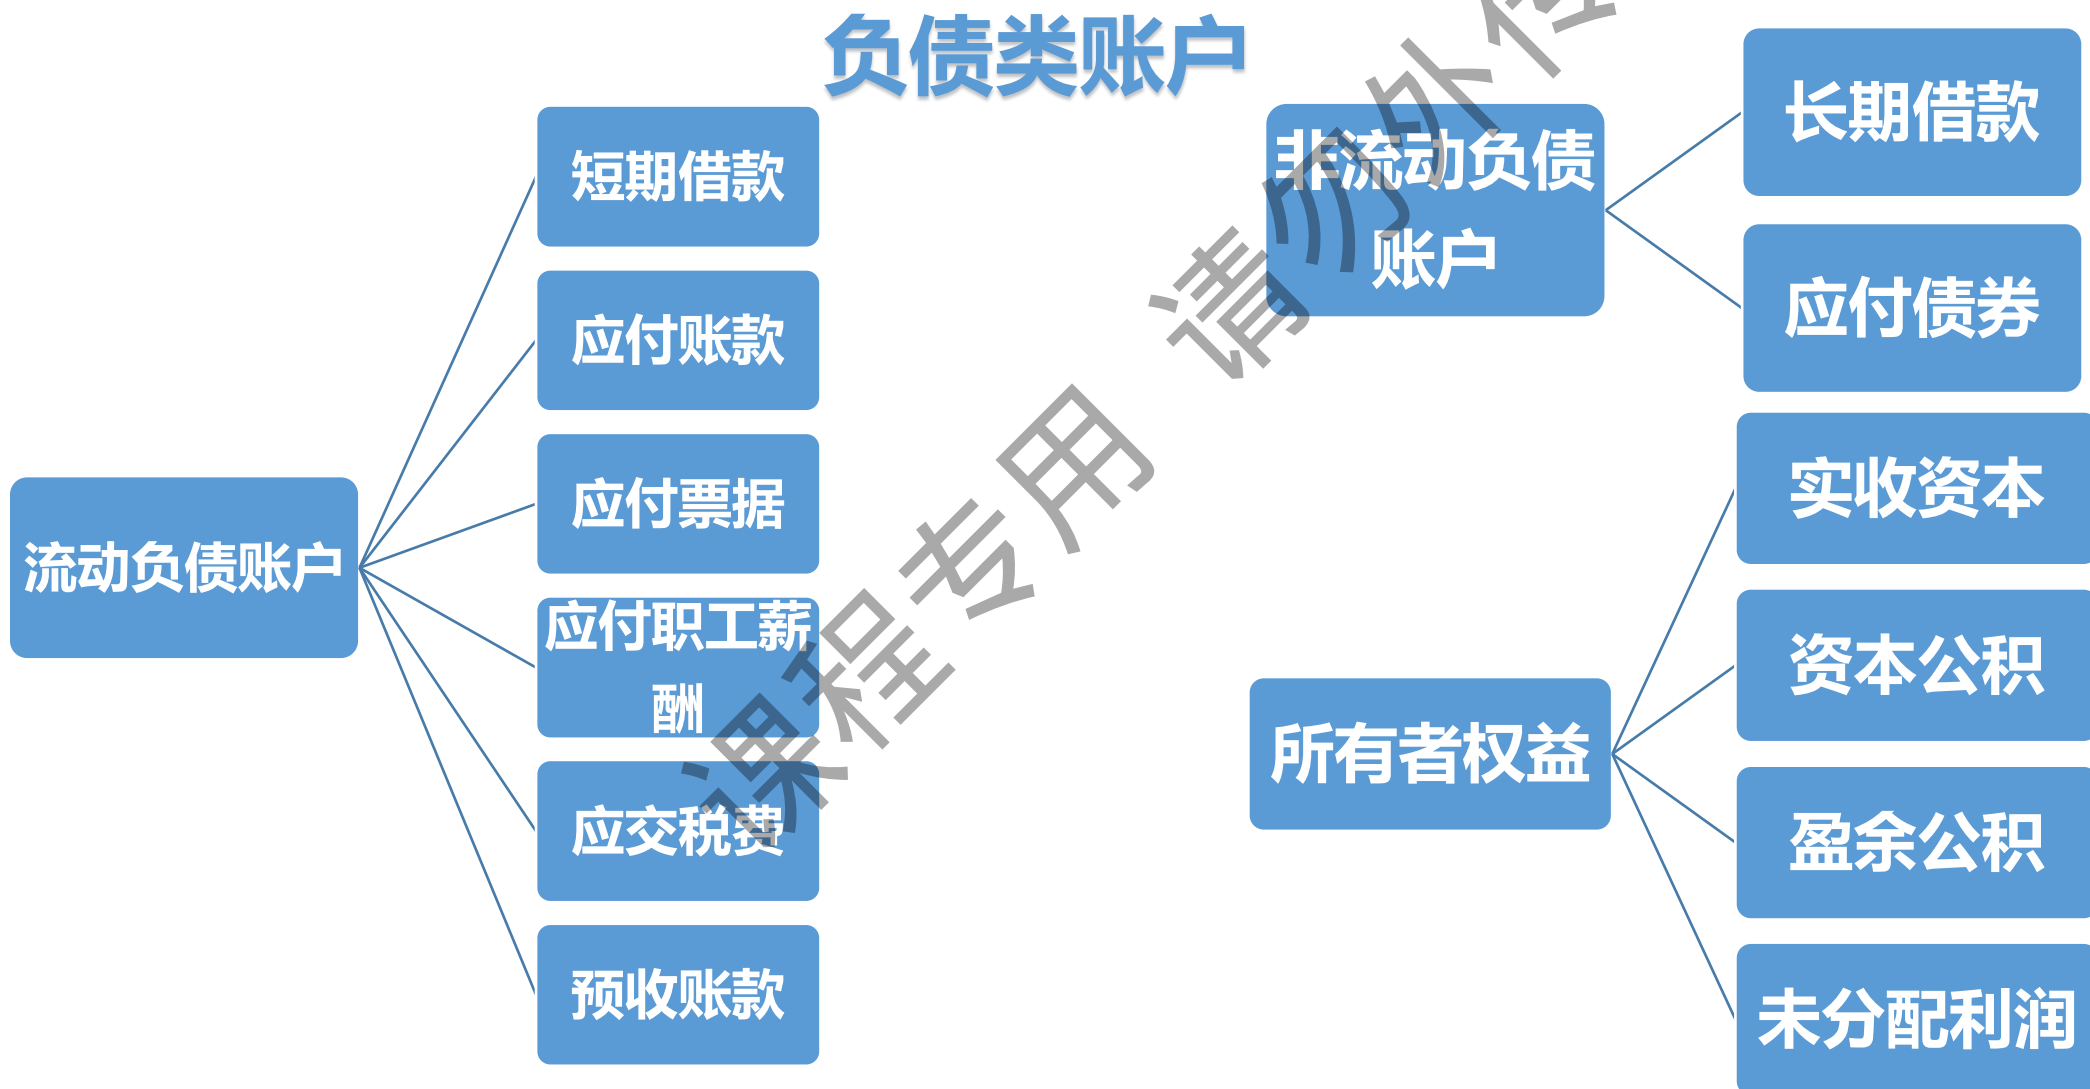 负债类账户
流动负债账户
短期借款
应付账款
应付票据
应付职工薪
酬
应交税费
预收账款
非流动负债
账户
长期借款
应付债券
所有者权益
实收资本
资本公积
盈余公积
未分配利润
课程专用 请勿外传